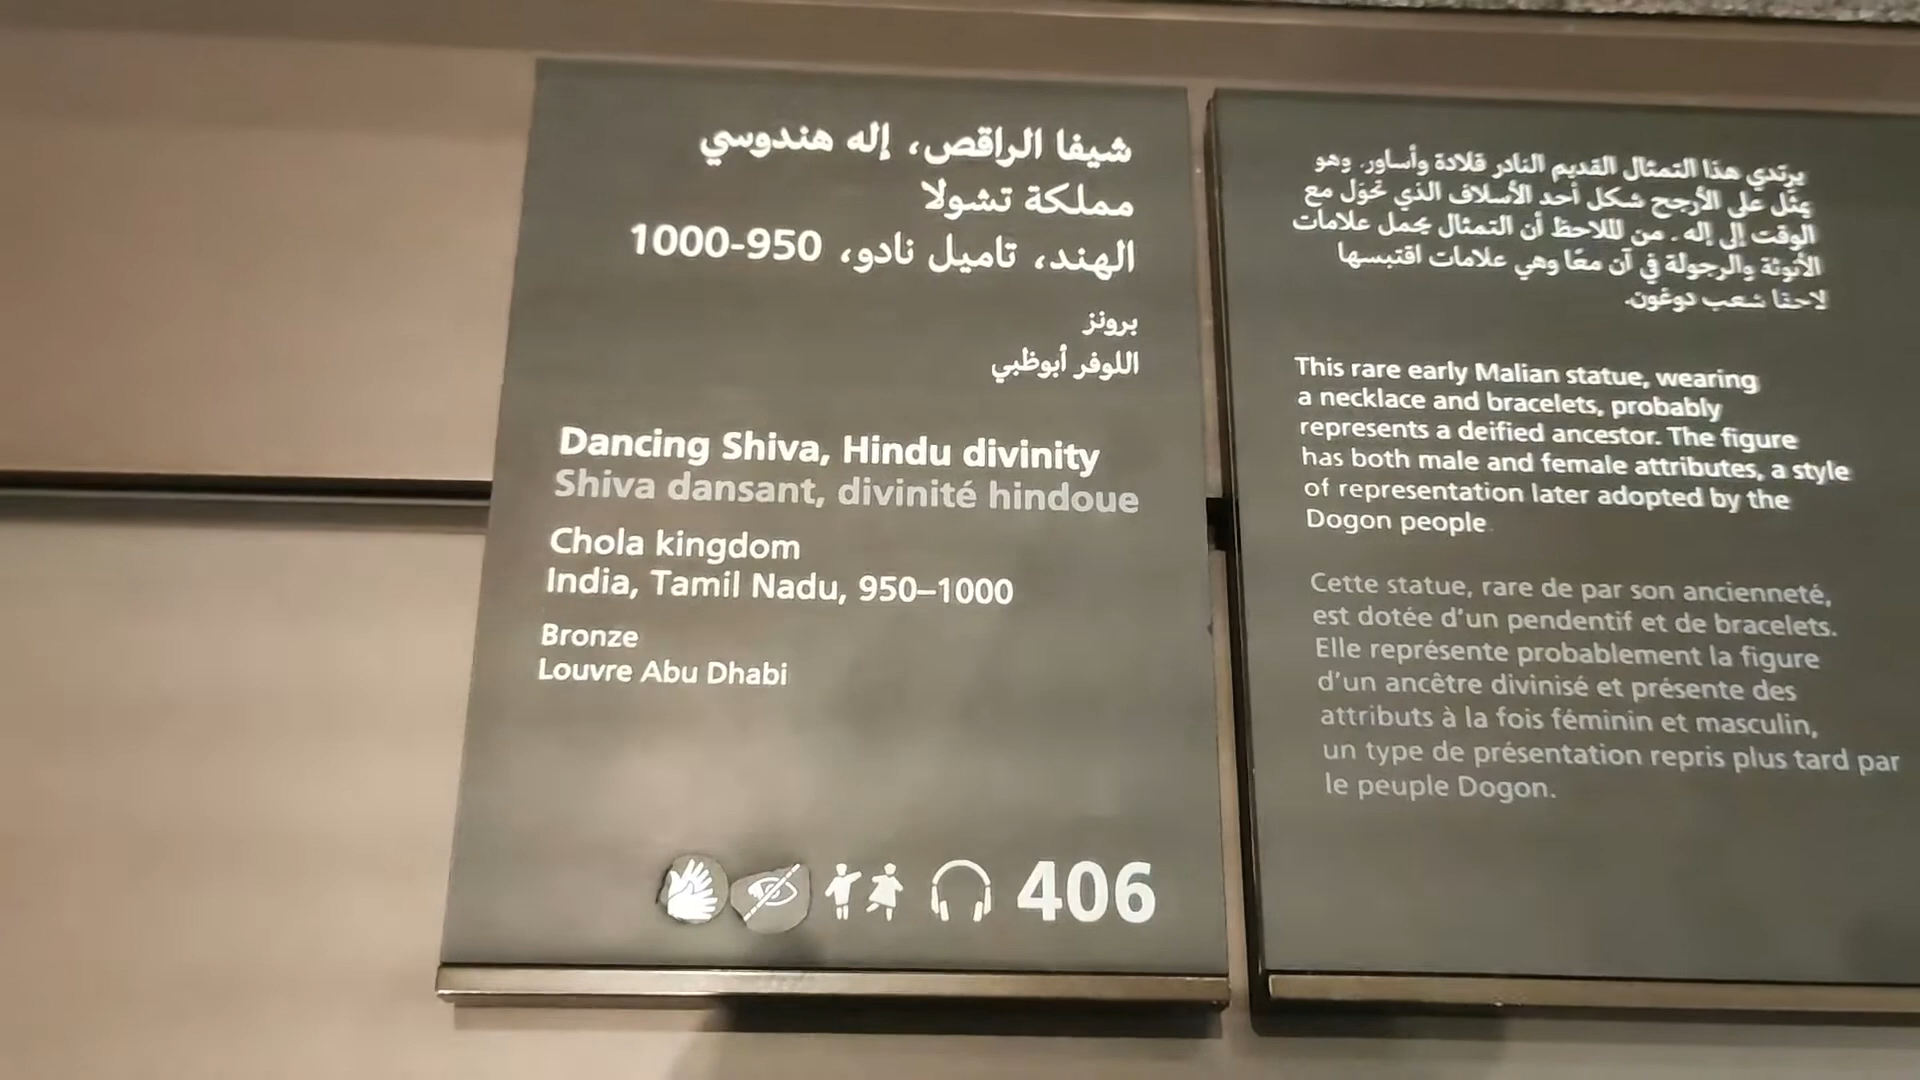 شيفا الراقص، إله هندوسي
مملكة تشولا
الهند، تاميل نادو، 950-1000
برونز
اللوفر أبوظبي
Dancing Shiva, Hindu divinity
Shiva dansant, divinité hindoue
Chola kingdom
India, Tamil Nadu, 950–1000
Bronze
Louvre Abu Dhabi
406
يرتدي هذا التمثال القديم النادر قلادة وأساور. وهو
يمثّل على الأرجح شكل أحد الأسلاف الذي تحوّل مع
الوقت إلى إله. من الملاحظ أن التمثال يحمل علامات
الأنوثة والرجولة في آن معًا وهي علامات اقتبسها
لاحقا شعب دوغون.
This rare early Malian statue, wearing
a necklace and bracelets, probably
represents a deified ancestor. The figure
has both male and female attributes, a style
of representation later adopted by the
Dogon people.
Cette statue, rare de par son ancienneté,
est dotée d'un pendentif et de bracelets.
Elle représente probablement la figure
d'un ancêtre divinisé et présente des
attributs à la fois féminin et masculin,
un type de présentation repris plus tard par
le peuple Dogon.